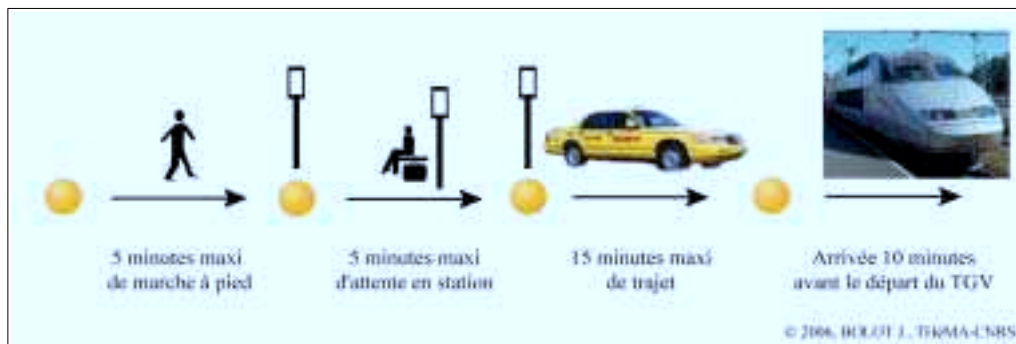 5 minutes maxi
de marche à pied
5 minutes maxi
d'attente en station
15 minutes maxi
de trajet
Arrivée 10 minutes
avant le départ du TGV
© 2006, BOLOT J., ThéMA-CNRS